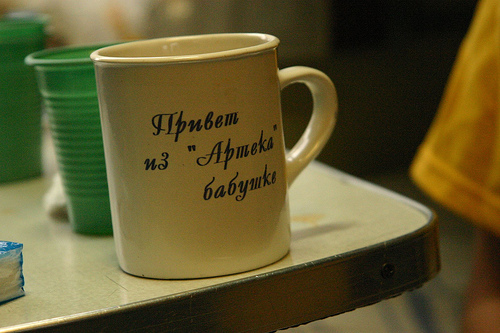 Привет
из "Артека"
бабушке